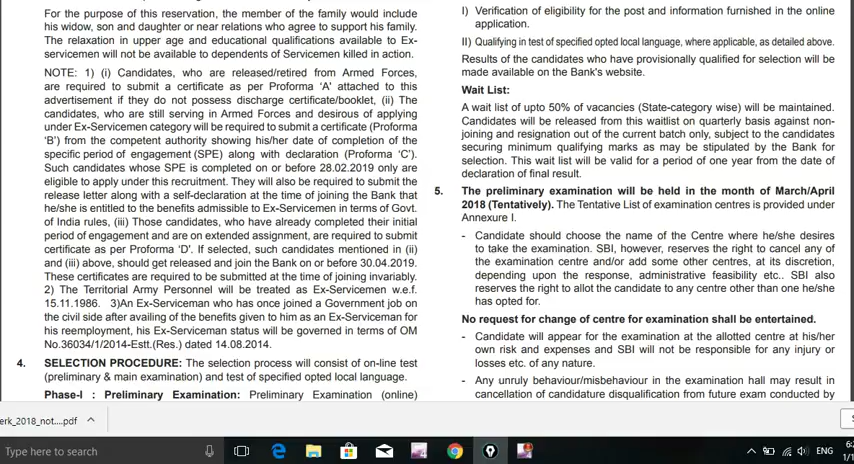 For the purpose of this reservation, the member of the family would include
his widow, son and daughter or near relations who agree to support his family.
The relaxation in upper age and educational qualifications available to Ex-
servicemen will not be available to dependents of Servicemen killed in action.
NOTE: 1) (i) Candidates, who are released/retired from Armed Forces,
are required to submit a certificate as per Proforma 'A' attached to this
advertisement if they do not possess discharge certificate/booklet, (ii) The
candidates, who are still serving in Armed Forces and desirous of applying
under Ex-Servicemen category will be required to submit a certificate (Proforma
'B') from the competent authority showing his/her date of completion of the
specific period of engagement (SPE) along with declaration (Proforma 'C').
Such candidates whose SPE is completed on or before 28.02.2019 only are
eligible to apply under this recruitment. They will also be required to submit the
release letter along with a self-declaration at the time of joining the Bank that
he/she is entitled to the benefits admissible to Ex-Servicemen in terms of Govt.
of India rules, (iii) Those candidates, who have already completed their initial
period of engagement and are on extended assignment, are required to submit
certificate as per Proforma 'D'. If selected, such candidates mentioned in (ii)
and (iii) above, should get released and join the Bank on or before 30.04.2019.
These certificates are required to be submitted at the time of joining invariably.
2) The Territorial Army Personnel will be treated as Ex-Servicemen w.e.f.
15.11.1986. 3)An Ex-Serviceman who has once joined a Government job on
the civil side after availing of the benefits given to him as an Ex-Serviceman for
his reemployment, his Ex-Serviceman status will be governed in terms of OM
No.36034/1/2014-Estt.(Res.) dated 14.08.2014.
4. SELECTION PROCEDURE: The selection process will consist of on-line test
(preliminary & main examination) and test of specified opted local language.
Phase-I : Preliminary Examination: Preliminary Examination (online)
I) Verification of eligibility for the post and information furnished in the online
application.
II) Qualifying in test of specified opted local language, where applicable, as detailed above.
Results of the candidates who have provisionally qualified for selection will be
made available on the Bank's website.
Wait List:
A wait list of upto 50% of vacancies (State-category wise) will be maintained.
Candidates will be released from this waitlist on quarterly basis against non-
joining and resignation out of the current batch only, subject to the candidates
securing minimum qualifying marks as may be stipulated by the Bank for
selection. This wait list will be valid for a period of one year from the date of
declaration of final result.
5. The preliminary examination will be held in the month of March/April
2018 (Tentatively). The Tentative List of examination centres is provided under
Annexure I.
- Candidate should choose the name of the Centre where he/she desires
to take the examination. SBI, however, reserves the right to cancel any of
the examination centre and/or add some other centres, at its discretion,
depending upon the response, administrative feasibility etc.. SBI also
reserves the right to allot the candidate to any centre other than one he/she
has opted for.
No request for change of centre for examination shall be entertained.
- Candidate will appear for the examination at the allotted centre at his/her
own risk and expenses and SBI will not be responsible for any injury or
losses etc. of any nature.
- Any unruly behaviour/misbehaviour in the examination hall may result in
cancellation of candidature disqualification from future exam conducted by
erk_2018_not....pdf
Type here to search
ENG